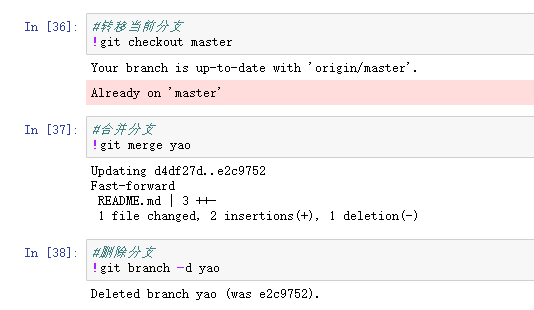 In [36]: #转移当前分支
!git checkout master
Your branch is up-to-date with 'origin/master'.
Already on 'master'
In [37]: #合并分支
!git merge yao
Updating d4df27d..e2c9752
Fast-forward
README.md | 3 ++-
1 file changed, 2 insertions(+), 1 deletion(-)
In [38]: #删除分支
!git branch -d yao
Deleted branch yao (was e2c9752).